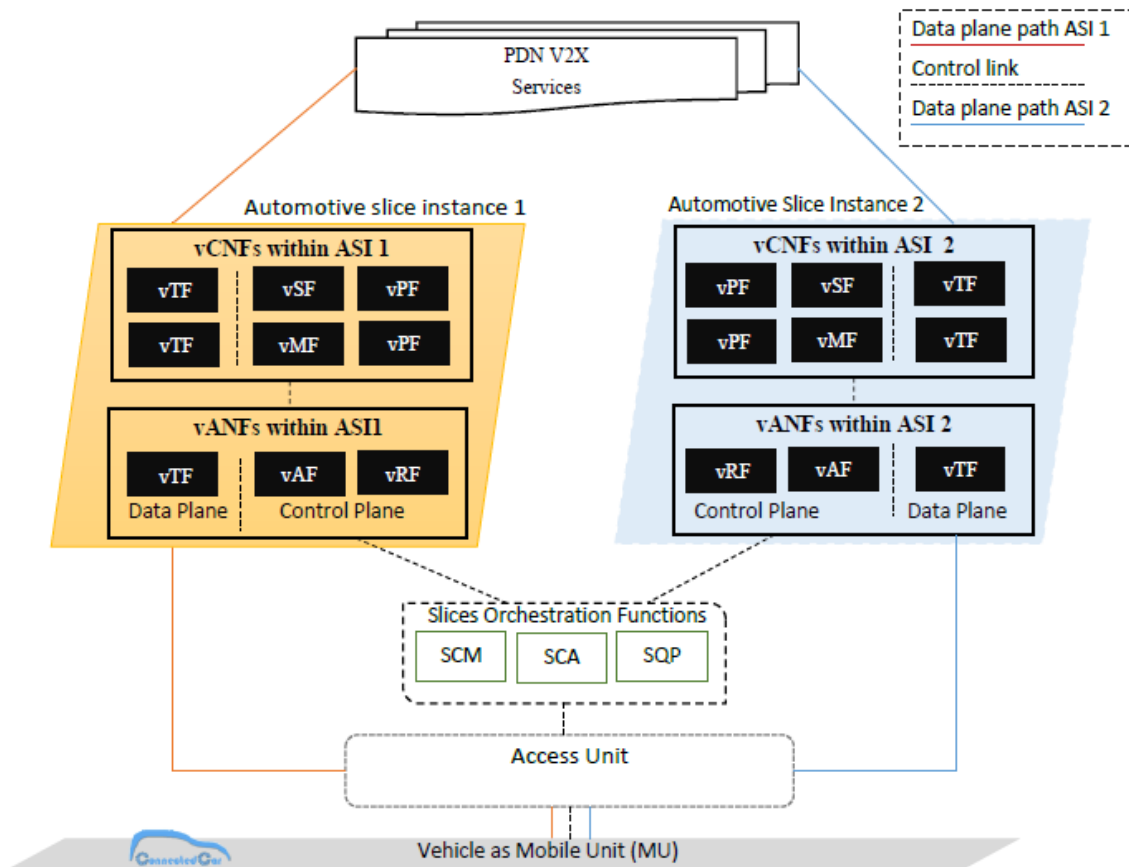 Data plane path ASI 1
Control link
Data plane path ASI 2
PDN V2X
Services
Automotive slice instance 1
vCNFs within ASI 1
vTF vSF vPF
vTF vMF vPF
vANFs within ASI1
vTF vAF vRF
Data Plane Control Plane
Automotive Slice Instance 2
vCNFs within ASI 2
vPF vSF vTF
vPF vMF vTF
vANFs within ASI 2
vRF vAF vTF
Control Plane Data Plane
Slices Orchestration Functions
SCM SCA SQP
Access Unit
Connected Car
Vehicle as Mobile Unit (MU)